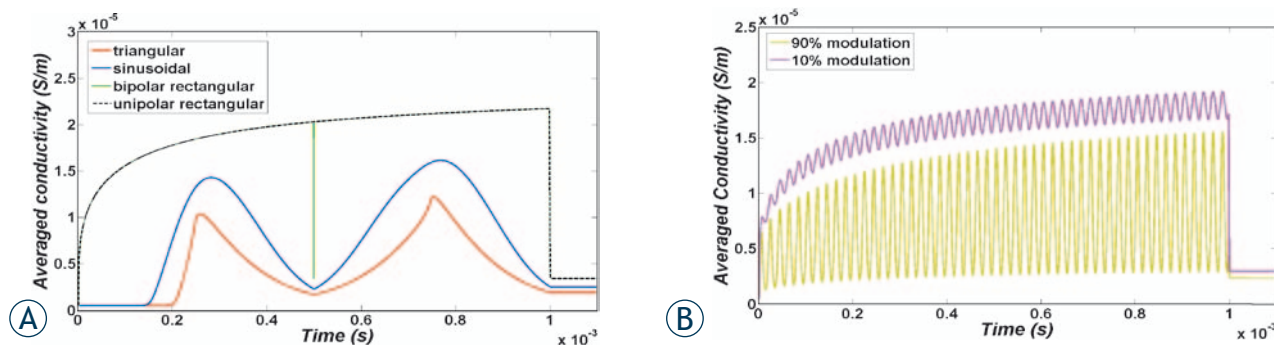 × 10⁻⁵
3
2.5
2
1.5
1
0.5
0
Averaged conductivity (S/m)
triangular
sinusoidal
bipolar rectangular
unipolar rectangular
0 0.2 0.4 0.6 0.8 1
Time (s)
× 10⁻³
A
× 10⁻⁵
2.5
2
1.5
1
0.5
0
Averaged Conductivity (S/m)
90% modulation
10% modulation
0 0.2 0.4 0.6 0.8 1
Time (s)
× 10⁻³
B